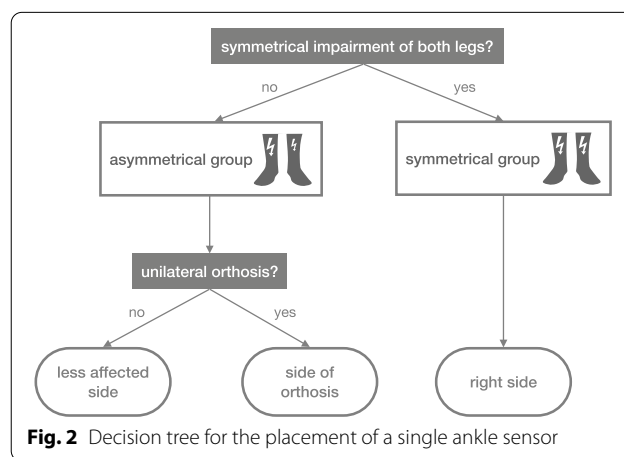 symmetrical impairment of both legs?
no
yes
asymmetrical group
symmetrical group
unilateral orthosis?
no
yes
less affected
side
side of
orthosis
right side
Fig. 2 Decision tree for the placement of a single ankle sensor